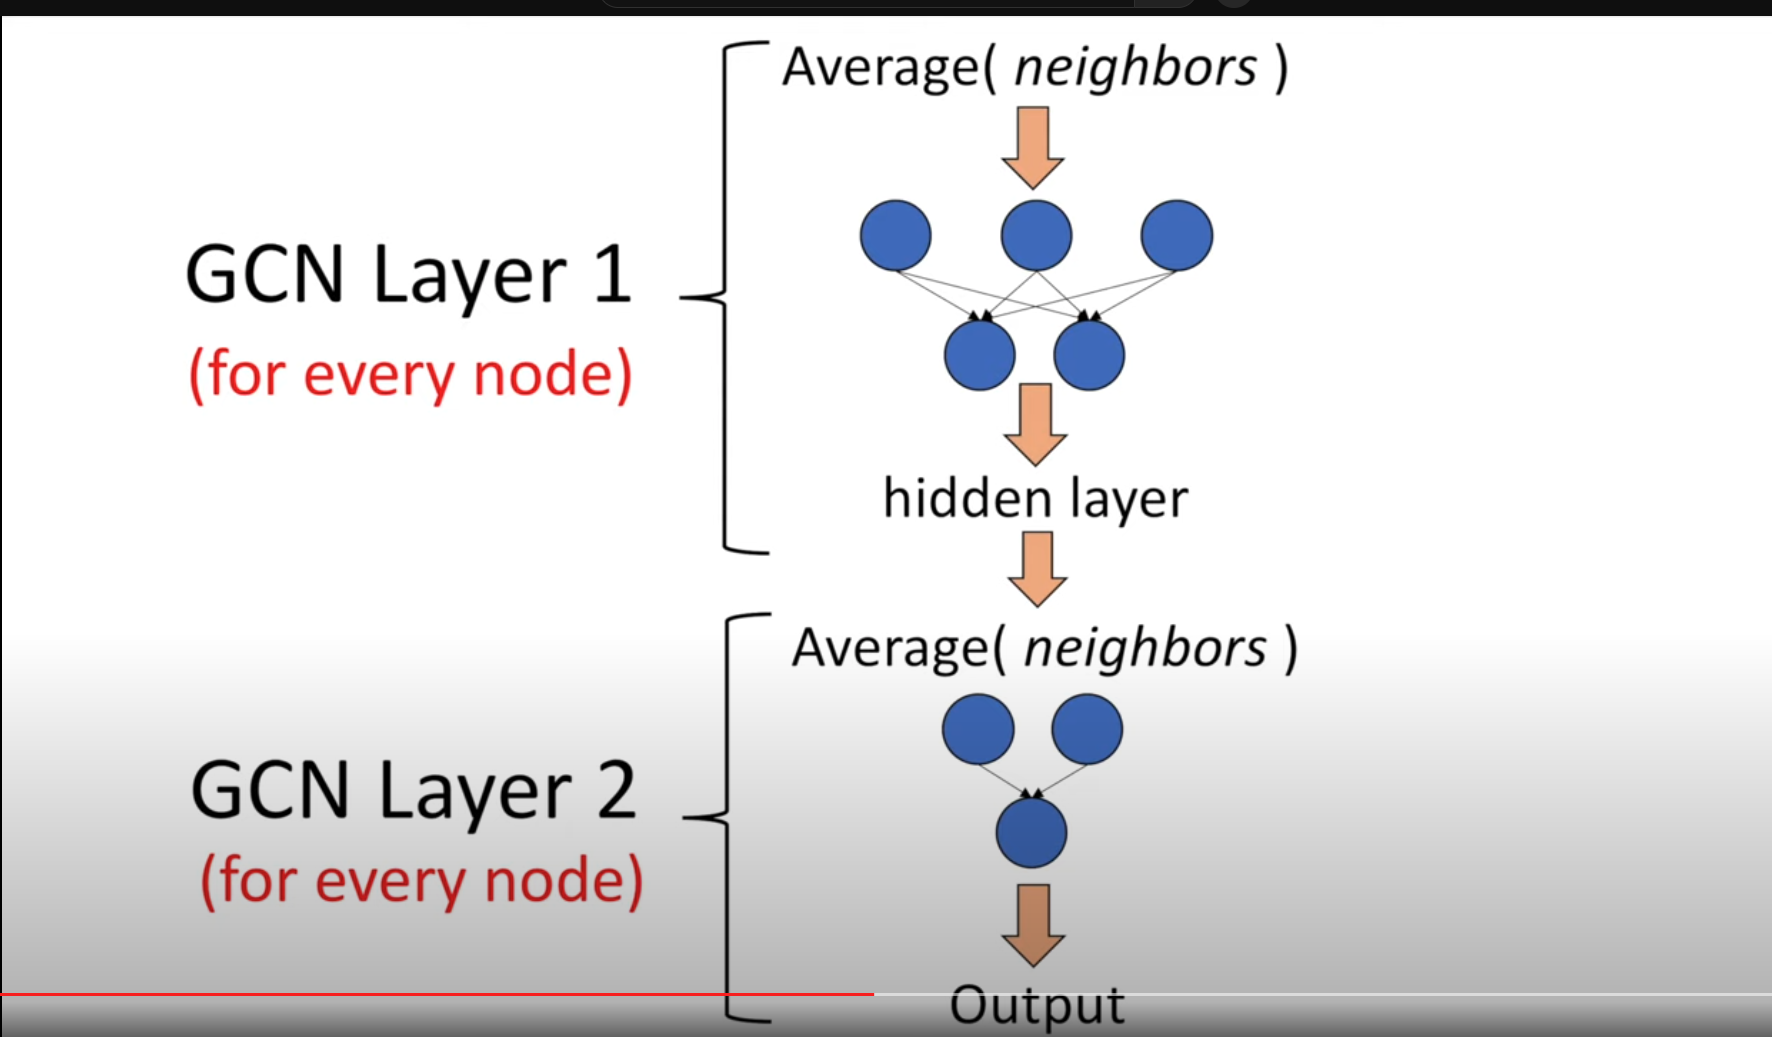 Average( neighbors )
GCN Layer 1
(for every node)
hidden layer
Average( neighbors )
GCN Layer 2
(for every node)
Output